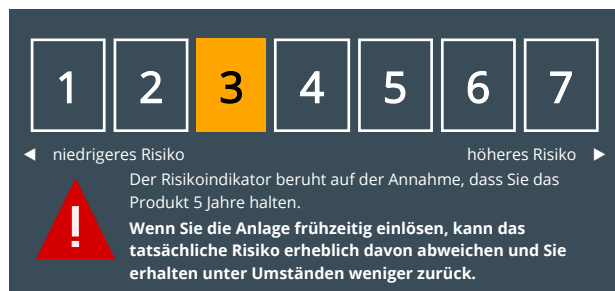 1 2 3 4 5 6 7
◄ niedrigeres Risiko höheres Risiko ►
Der Risikoindikator beruht auf der Annahme, dass Sie das
Produkt 5 Jahre halten.
!
Wenn Sie die Anlage frühzeitig einlösen, kann das
tatsächliche Risiko erheblich davon abweichen und Sie
erhalten unter Umständen weniger zurück.